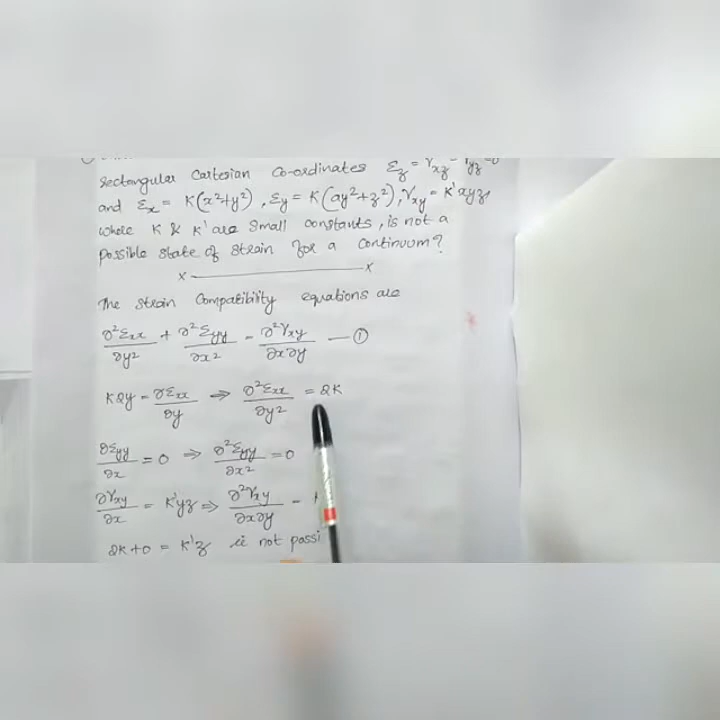 Rectangular Cartesian Co-ordinates εz = γxz = γyz = 0
and εx = K(x²+y²), εy = K(ay²+z²), γxy = K'xyz,
where K & K' are small constants, is not a
possible state of strain for a continuum?
x x
The strain Compatibility equations are
∂²εxx/∂y² + ∂²εyy/∂x² = ∂²γxy/∂x∂y — ①
K2y = ∂εxx/∂y ⇒ ∂²εxx/∂y² = 2K
∂εyy/∂x = 0 ⇒ ∂²εyy/∂x² = 0
∂γxy/∂x = K'yz ⇒ ∂²γxy/∂x∂y =
2K+0 = K'z is not possi